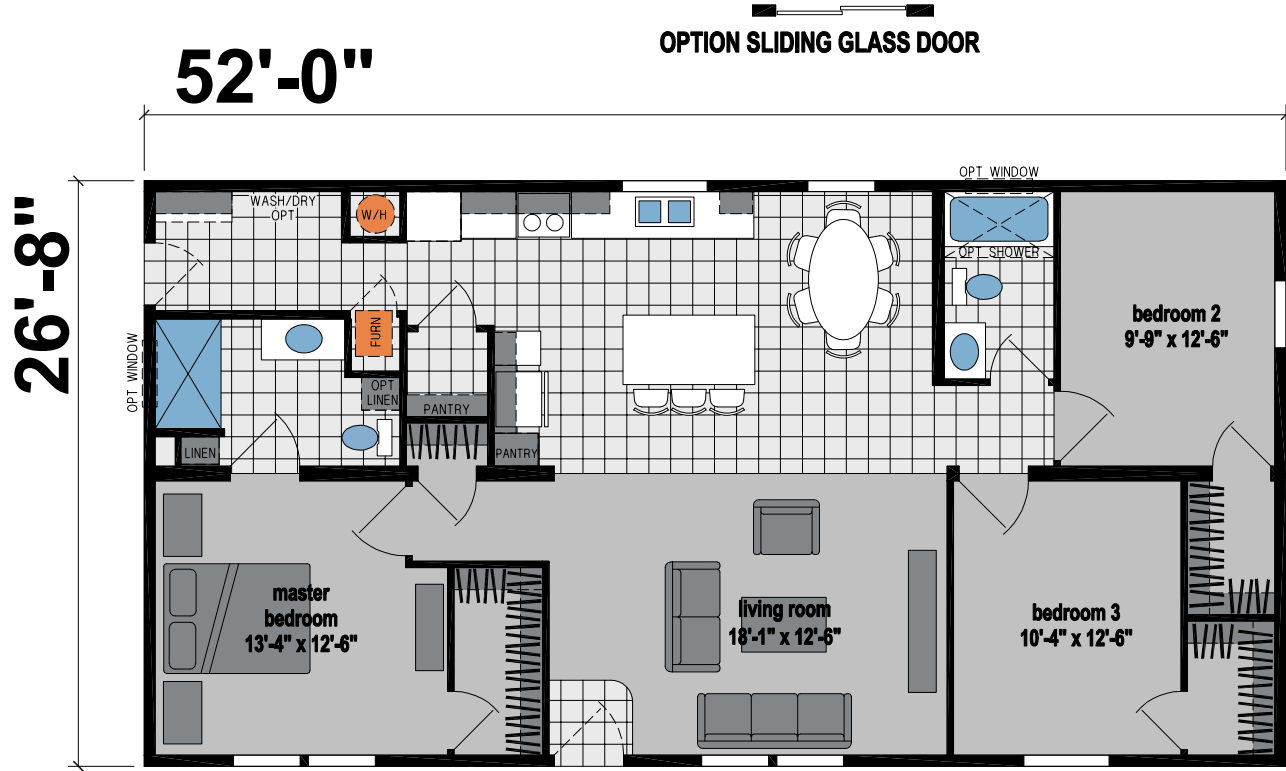 OPTION SLIDING GLASS DOOR
52'-0"
26'-8"
OPT WINDOW
WASH/DRY
OPT
W/H
OPT SHOWER
bedroom 2
9'-9" x 12'-6"
FURN
OPT WINDOW
OPT
LINEN
PANTRY
LINEN
PANTRY
master
bedroom
13'-4" x 12'-6"
living room
18'-1" x 12'-6"
bedroom 3
10'-4" x 12'-6"